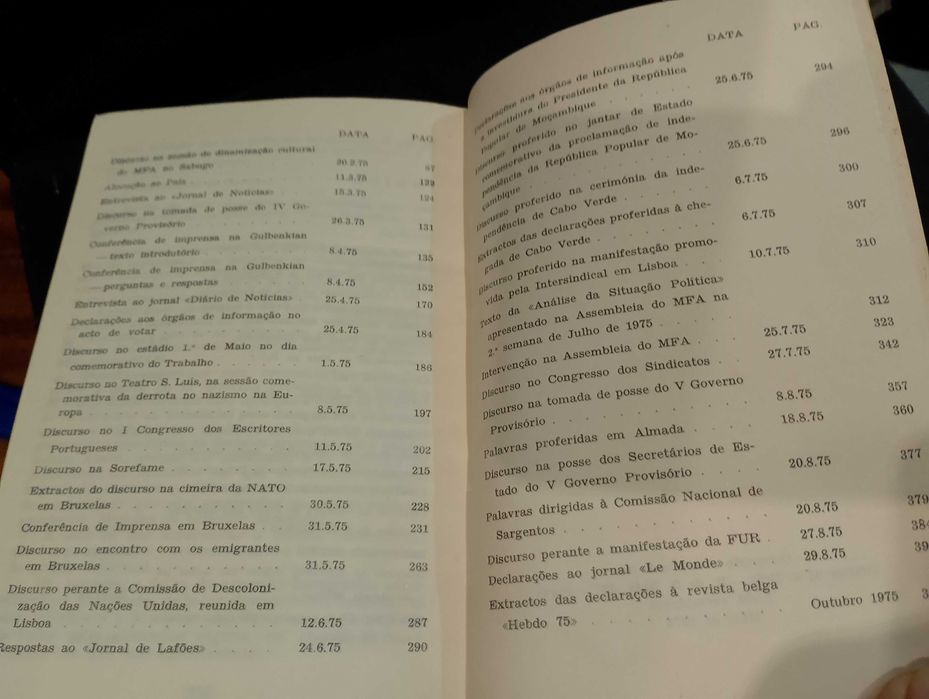 DATA PAG.
Discurso na sessão de dinamização cultural
do MFA no Sabugo 20.2.75 87
Alocução ao País 11.3.75 122
Entrevista ao «Jornal de Notícias» 15.3.75 124
Discurso na tomada de posse do IV Go-
verno Provisório 26.3.75 131
Conferência de imprensa na Gulbenkian
— texto introdutório 8.4.75 135
Conferência de imprensa na Gulbenkian
— perguntas e respostas 8.4.75 152
Entrevista ao jornal «Diário de Notícias» 25.4.75 170
Declarações aos órgãos de informação no
acto de votar 25.4.75 184
Discurso no estádio 1.º de Maio no dia
comemorativo do Trabalho 1.5.75 186
Discurso no Teatro S. Luis, na sessão come-
morativa da derrota no nazismo na Eu-
ropa 8.5.75 197
Discurso no I Congresso dos Escritores
Portugueses 11.5.75 202
Discurso na Sorefame 17.5.75 215
Extractos do discurso na cimeira da NATO
em Bruxelas 30.5.75 228
Conferência de Imprensa em Bruxelas 31.5.75 231
Discurso no encontro com os emigrantes
em Bruxelas 31.5.75 263
Discurso perante a Comissão de Descoloni-
zação das Nações Unidas, reunida em
Lisboa 12.6.75 287
Respostas ao «Jornal de Lafões» 24.6.75 290
DATA PÁG.
Declarações aos órgãos de informação após
a investidura do Presidente da República
Popular de Moçambique 25.6.75 294
Discurso proferido no jantar de Estado
comemorativo da proclamação de inde-
pendência da República Popular de Mo-
çambique 25.6.75 296
Discurso proferido na cerimónia da inde-
pendência de Cabo Verde 6.7.75 300
Extractos das declarações proferidas à che-
gada de Cabo Verde 6.7.75 307
Discurso proferido na manifestação promo-
vida pela Intersindical em Lisboa 10.7.75 310
Texto da «Análise da Situação Política»
apresentado na Assembleia do MFA na
2.ª semana de Julho de 1975 312
Intervenção na Assembleia do MFA 25.7.75 323
Discurso no Congresso dos Sindicatos 27.7.75 342
Discurso na tomada de posse do V Governo
Provisório 8.8.75 357
Palavras proferidas em Almada 18.8.75 360
Discurso na posse dos Secretários de Es-
tado do V Governo Provisório 20.8.75 377
Palavras dirigidas à Comissão Nacional de
Sargentos 20.8.75 379
Discurso perante a manifestação da FUR 27.8.75
Declarações ao jornal «Le Monde» 29.8.75
Extractos das declarações à revista belga
«Hebdo 75» Outubro 1975